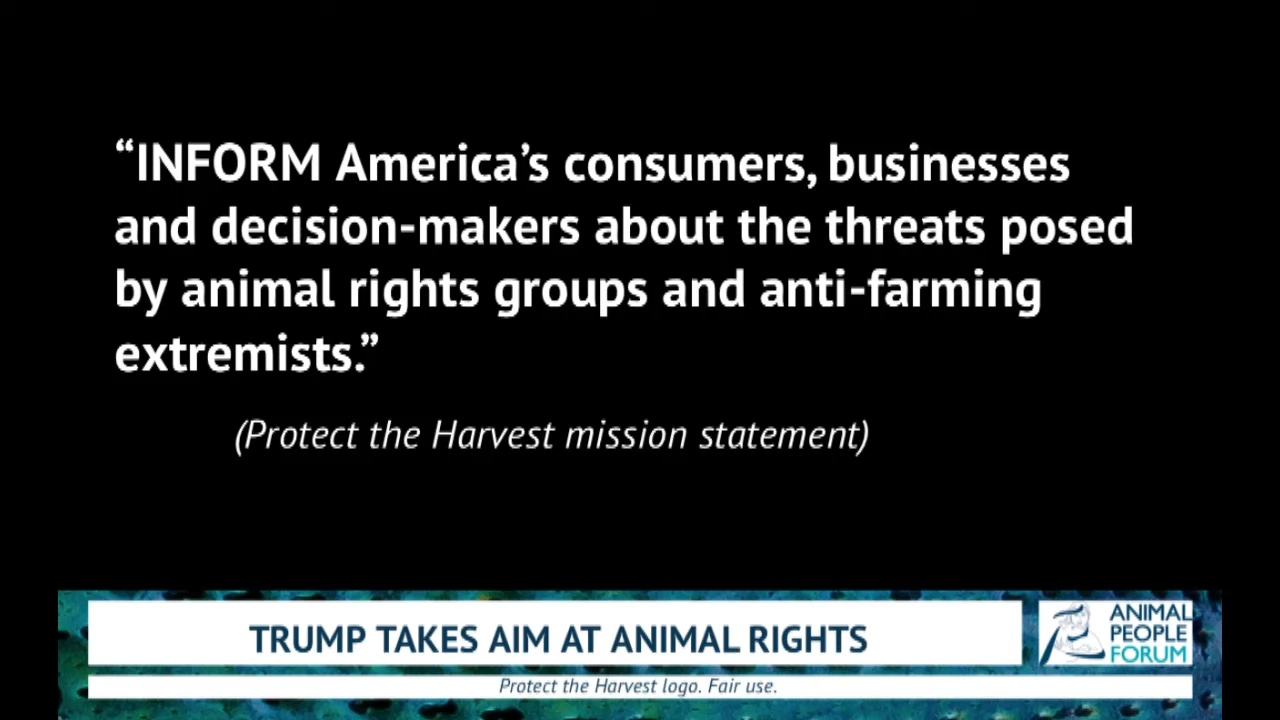 “INFORM America’s consumers, businesses
and decision-makers about the threats posed
by animal rights groups and anti-farming
extremists.”
(Protect the Harvest mission statement)
TRUMP TAKES AIM AT ANIMAL RIGHTS
ANIMAL
PEOPLE
FORUM
Protect the Harvest logo. Fair use.